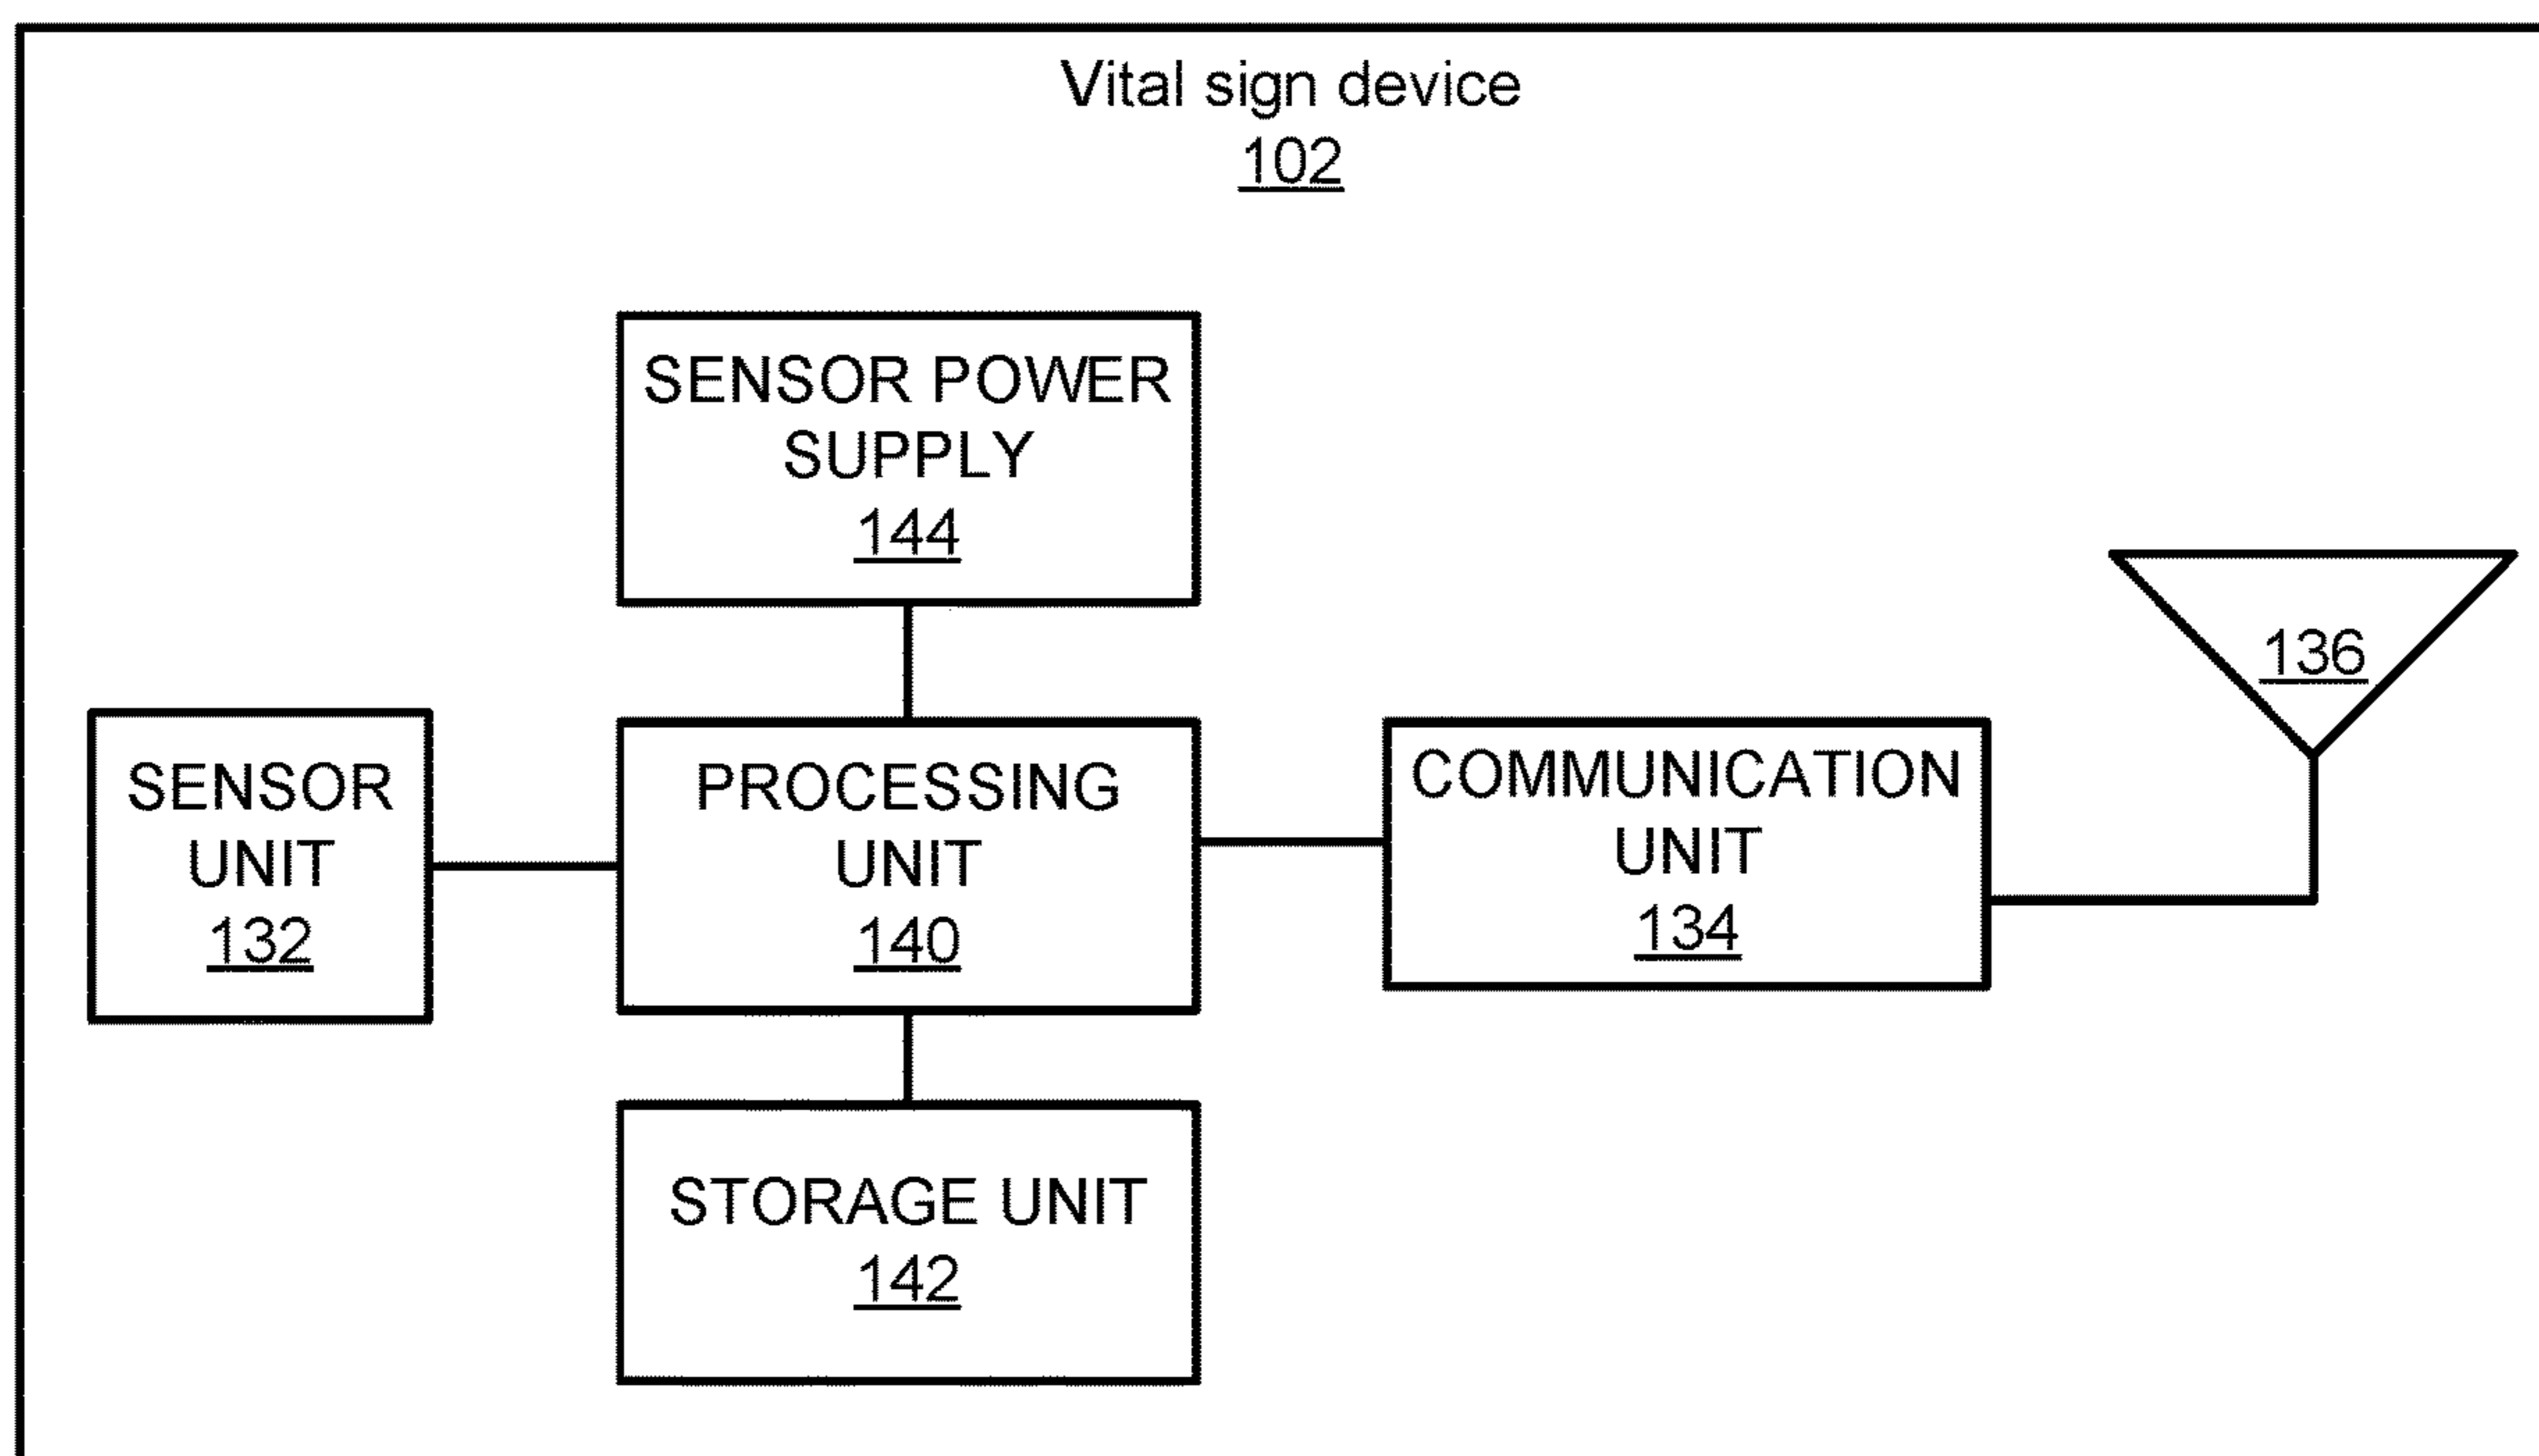 Vital sign device
102
SENSOR POWER
SUPPLY
144
136
SENSOR
UNIT
132
PROCESSING
UNIT
140
COMMUNICATION
UNIT
134
STORAGE UNIT
142